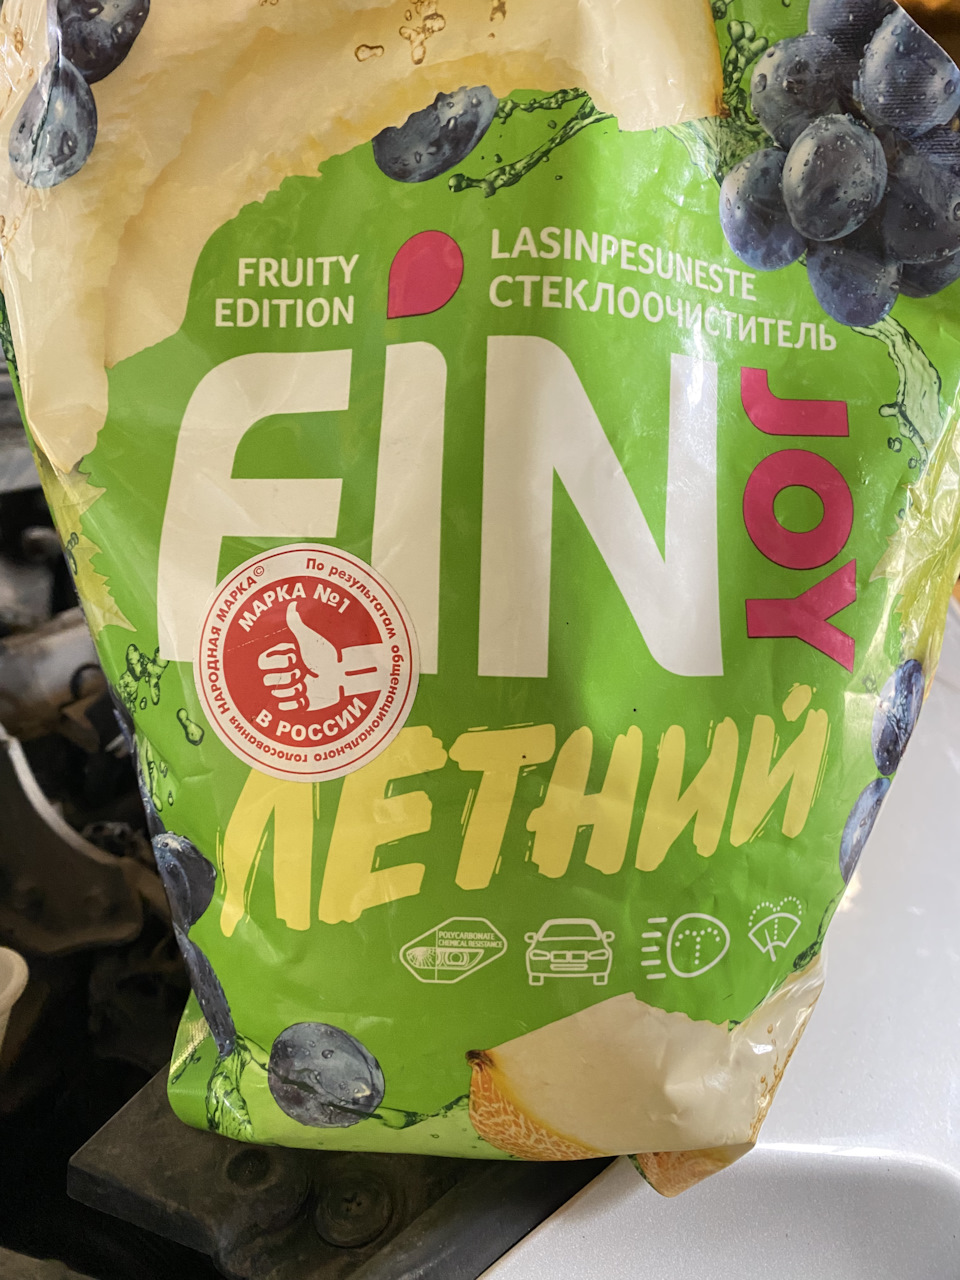 FRUITY
EDITION
LASINPESUNESTE
СТЕКЛООЧИСТИТЕЛЬ
FIN
JOY
НАРОДНАЯ МАРКА©
По результатам общенационального голосования
МАРКА №1
В РОССИИ
ЛЕТНИЙ
POLYCARBONATE
CHEMICAL RESISTANCE